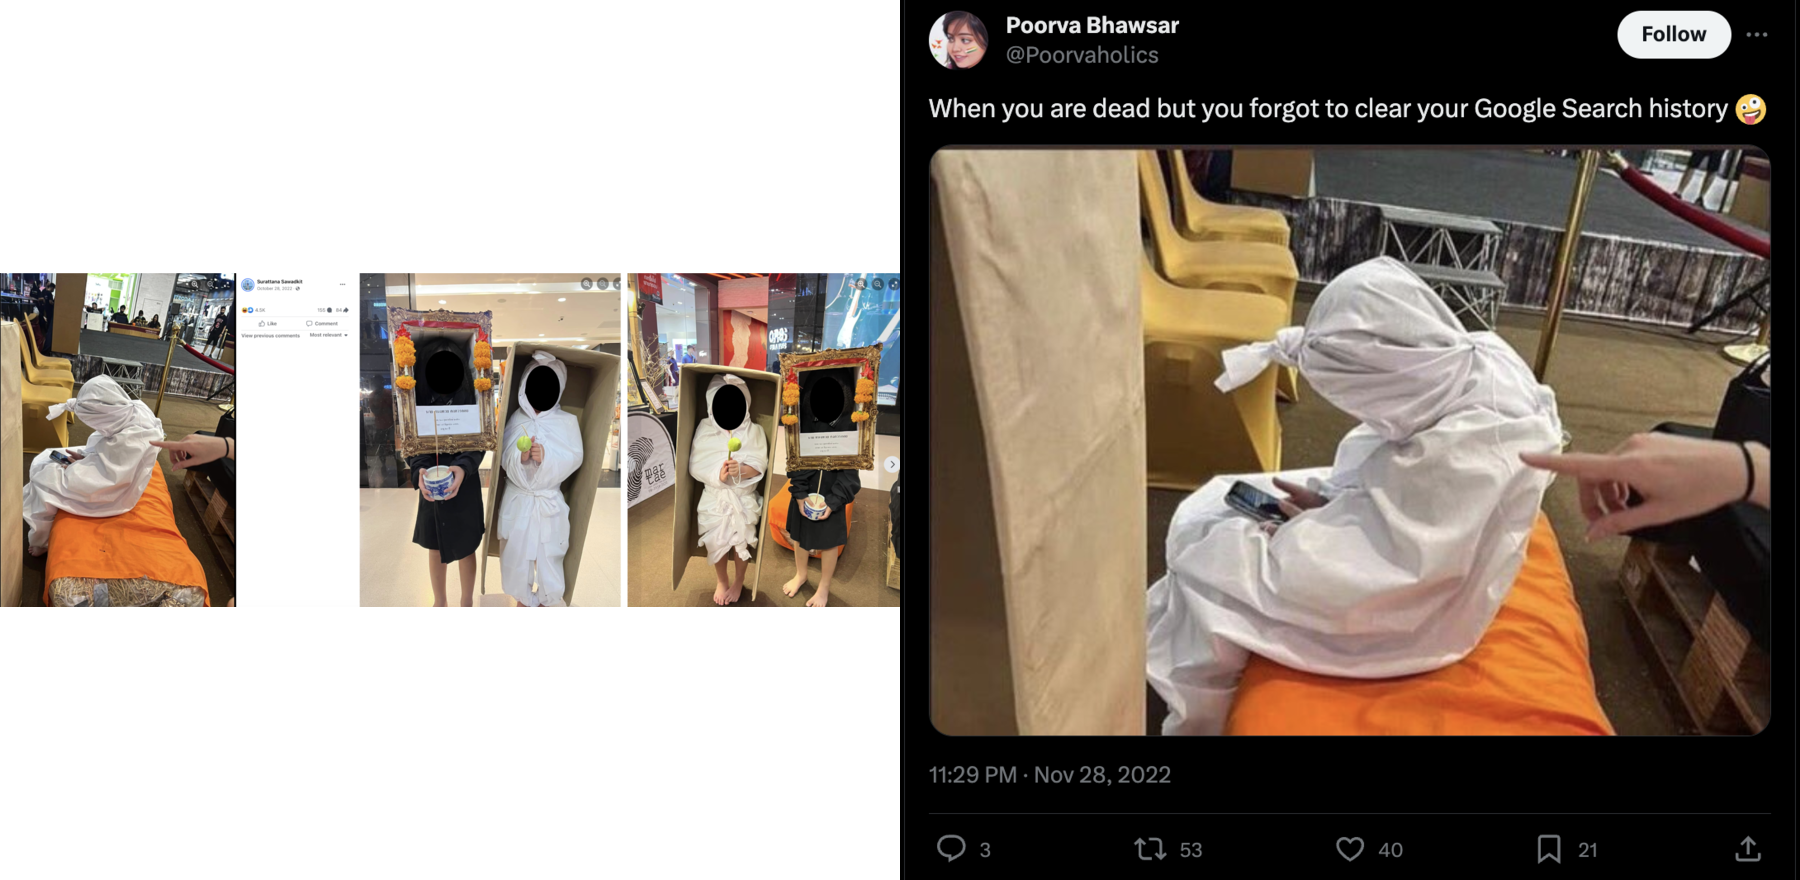 Surattana Sawadkit
October 28, 2022
4.5K
Like
Comment
View previous comments
Most relevant
mar
tae
Poorva Bhawsar
@Poorvaholics
Follow
When you are dead but you forgot to clear your Google Search history 🤪
11:29 PM · Nov 28, 2022
3
53
40
21